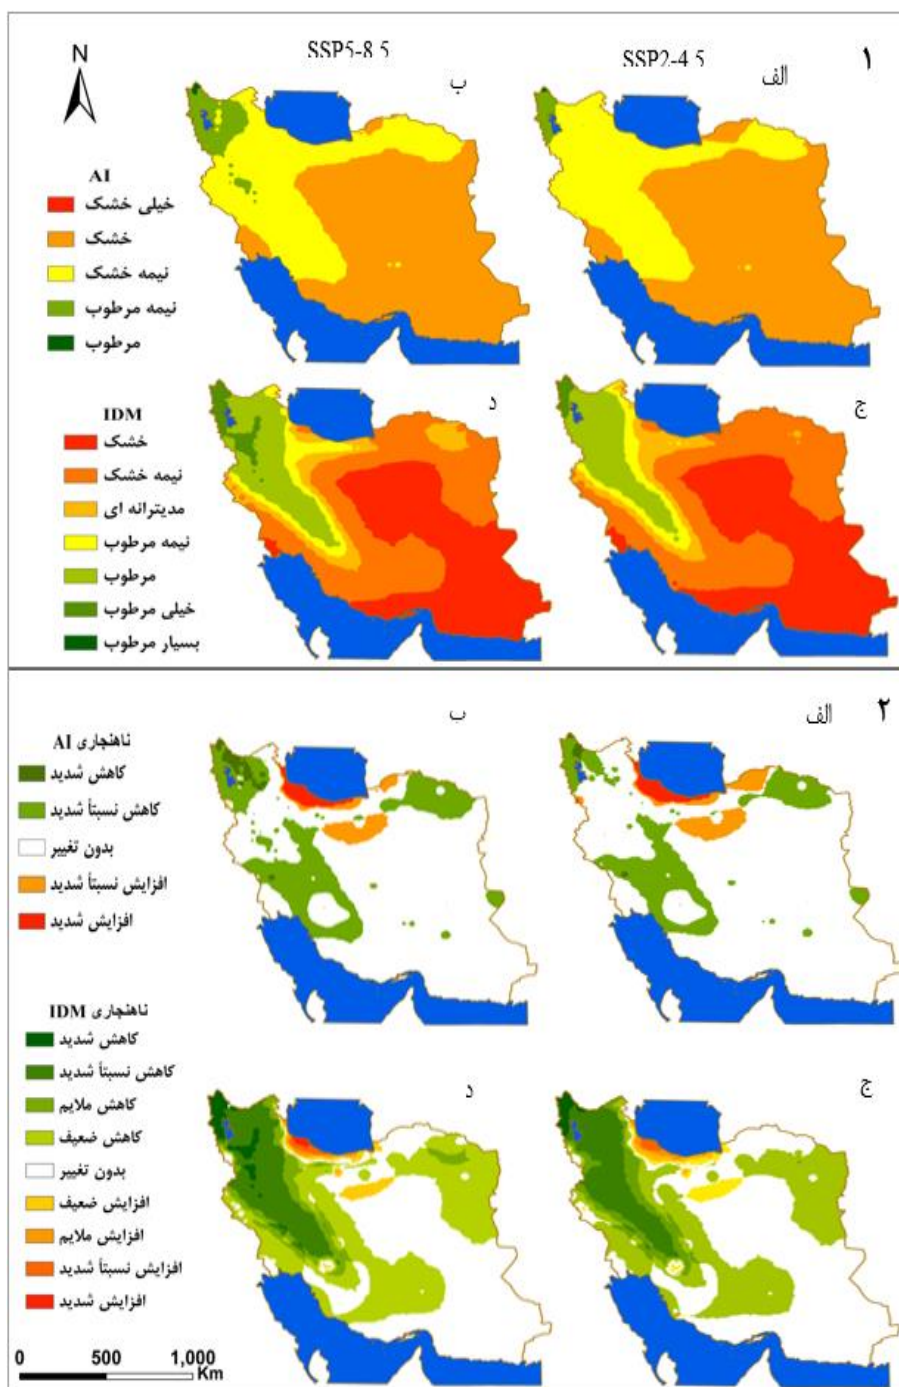 SSP5-8 5
SSP2-4 5
۱
N
ب
الف
AI
خیلی خشک
خشک
نیمه خشک
نیمه مرطوب
مرطوب
د
ج
IDM
خشک
نیمه خشک
مدیترانه ای
نیمه مرطوب
مرطوب
خیلی مرطوب
بسیار مرطوب
۲
ب
الف
ناهنجاری AI
کاهش شدید
کاهش نسبتاً شدید
بدون تغییر
افزایش نسبتاً شدید
افزایش شدید
ناهنجاری IDM
کاهش شدید
کاهش نسبتاً شدید
کاهش ملایم
کاهش ضعیف
بدون تغییر
افزایش ضعیف
افزایش ملایم
افزایش نسبتاً شدید
افزایش شدید
د
ج
0 500 1,000
Km